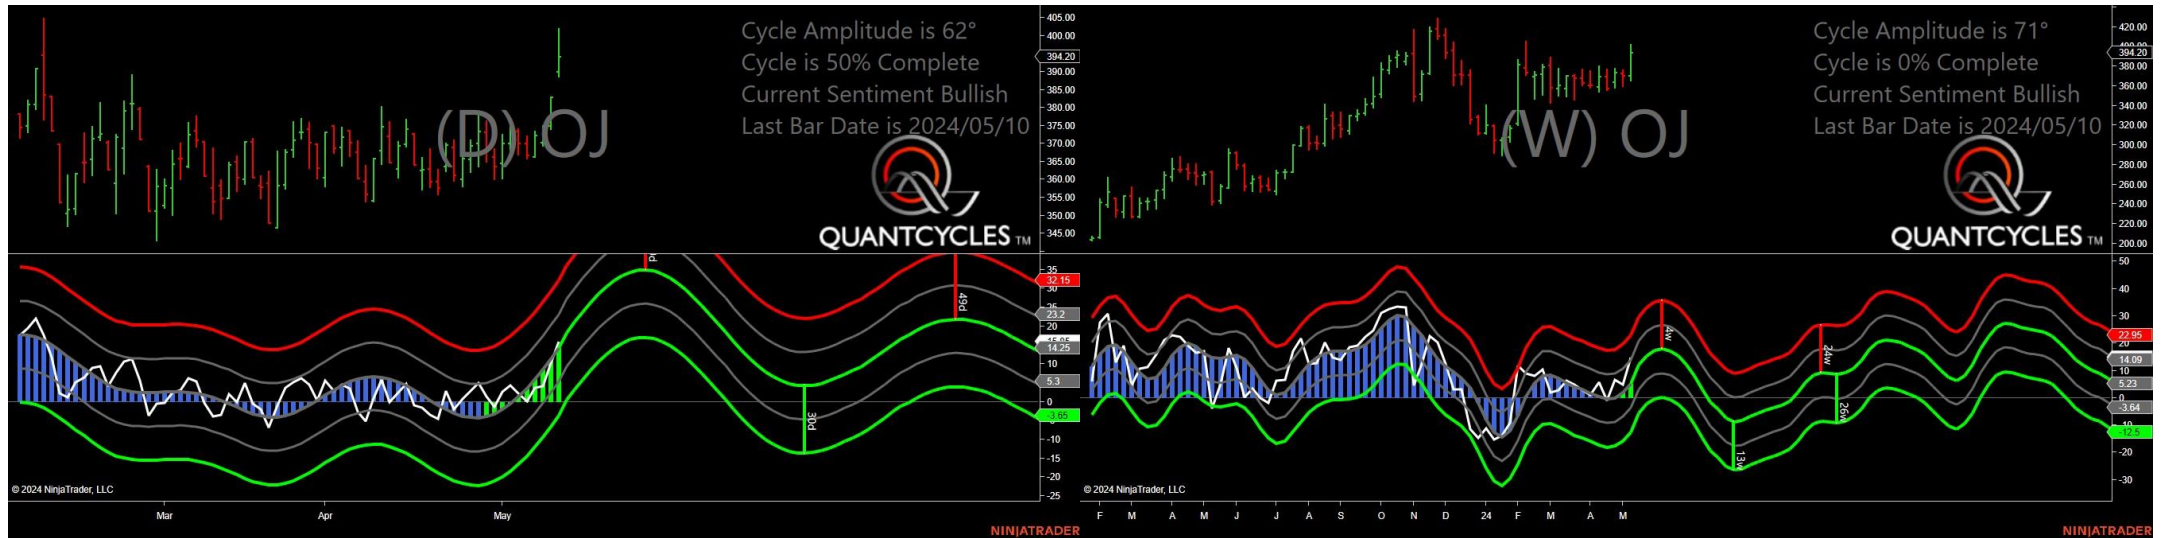 Cycle Amplitude is 62°
Cycle is 50% Complete
Current Sentiment Bullish
Last Bar Date is 2024/05/10
(D) OJ
QUANTCYCLES TM
405.00
400.00
394.20
390.00
385.00
380.00
375.00
370.00
365.00
360.00
355.00
350.00
345.00
35
32.15
30
25
23.2
20
14.25
10
5.3
0
-3.65
-10
-15
-20
-25
49d
30d
© 2024 NinjaTrader, LLC
Mar
Apr
May
NINJATRADER
Cycle Amplitude is 71°
Cycle is 0% Complete
Current Sentiment Bullish
Last Bar Date is 2024/05/10
(W) OJ
QUANTCYCLES TM
420.00
394.20
380.00
360.00
340.00
320.00
300.00
280.00
260.00
240.00
220.00
200.00
50
40
30
22.95
20
14.09
10
5.23
0
-3.64
-12.5
-20
-30
4w
24w
26w
13w
© 2024 NinjaTrader, LLC
F M A M J J A S O N D 24 F M A M
NINJATRADER